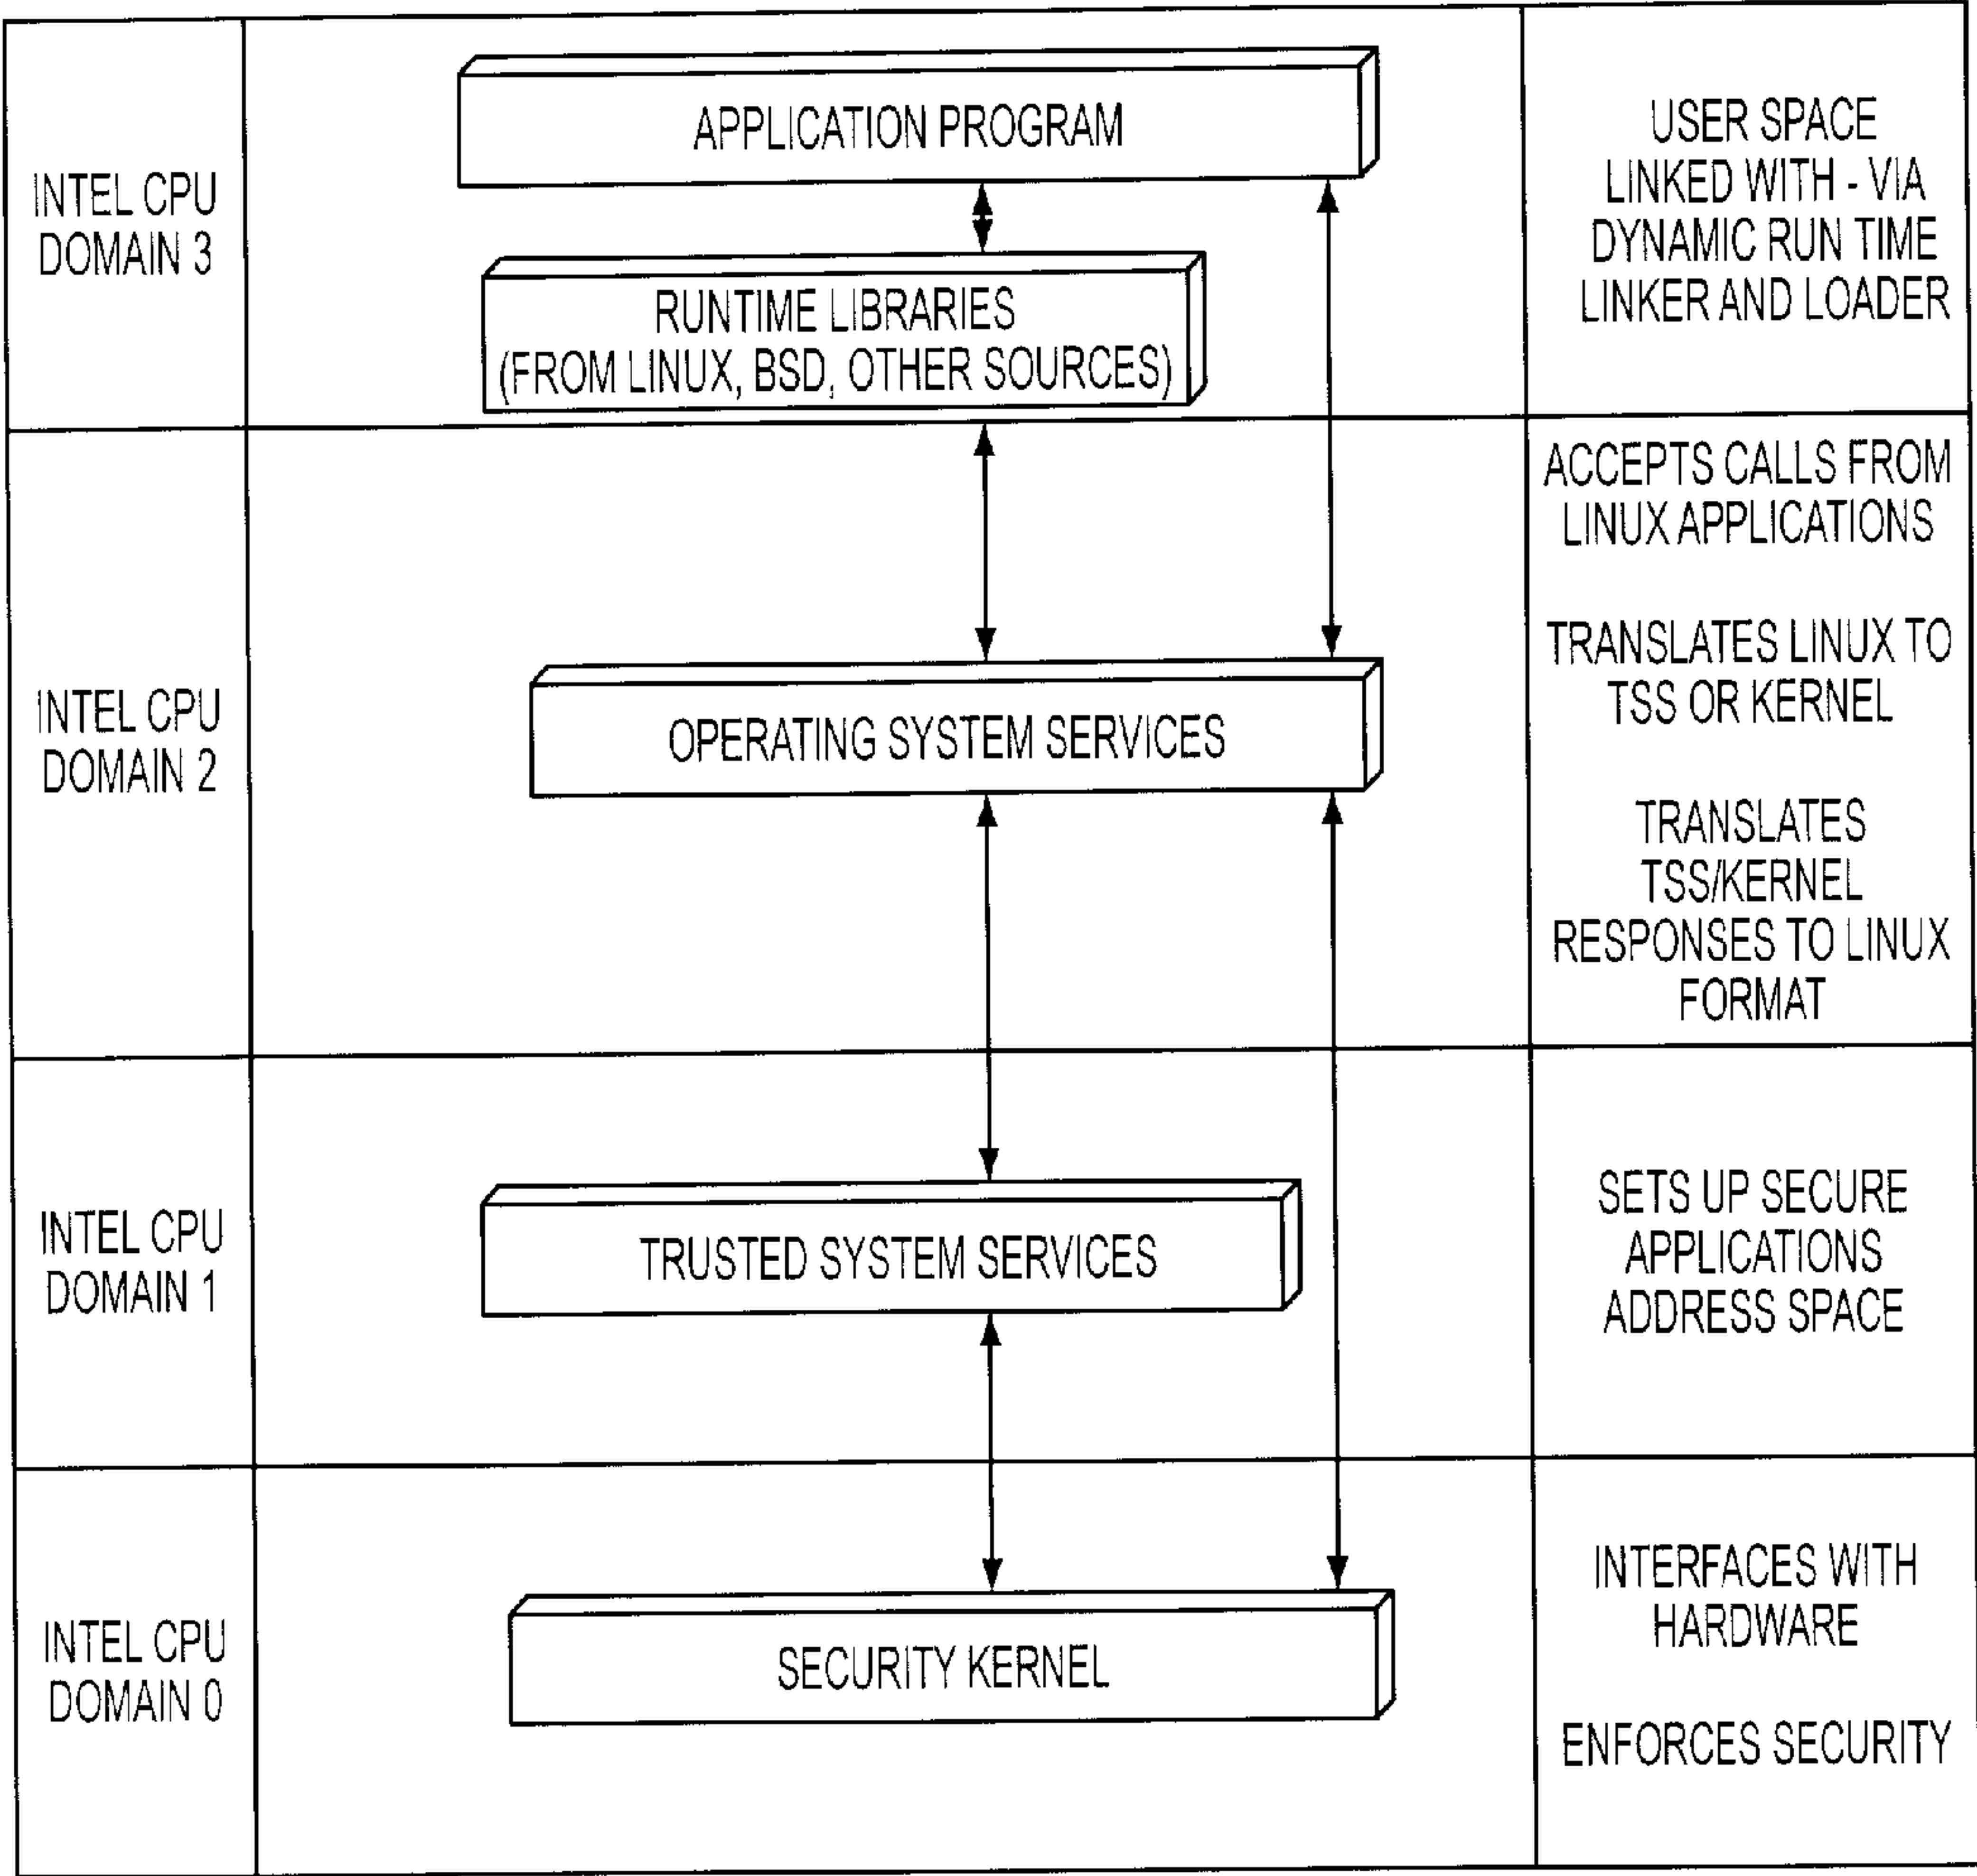 INTEL CPU
DOMAIN 3
APPLICATION PROGRAM
RUNTIME LIBRARIES
(FROM LINUX, BSD, OTHER SOURCES)
USER SPACE
LINKED WITH - VIA
DYNAMIC RUN TIME
LINKER AND LOADER
INTEL CPU
DOMAIN 2
OPERATING SYSTEM SERVICES
ACCEPTS CALLS FROM
LINUX APPLICATIONS
TRANSLATES LINUX TO
TSS OR KERNEL
TRANSLATES
TSS/KERNEL
RESPONSES TO LINUX
FORMAT
INTEL CPU
DOMAIN 1
TRUSTED SYSTEM SERVICES
SETS UP SECURE
APPLICATIONS
ADDRESS SPACE
INTEL CPU
DOMAIN 0
SECURITY KERNEL
INTERFACES WITH
HARDWARE
ENFORCES SECURITY